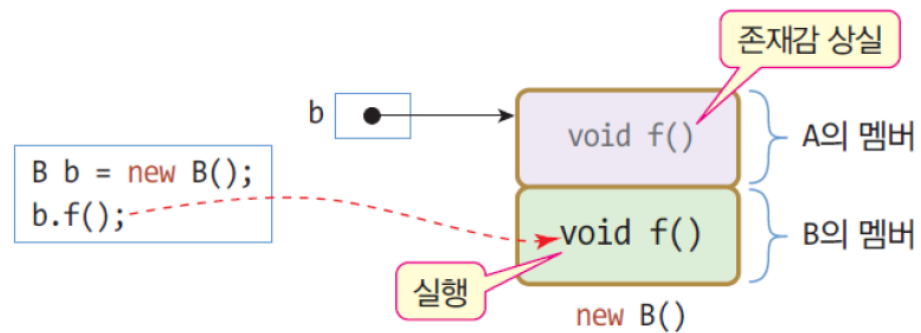 존재감 상실
b
void f()
A의 멤버
B b = new B();
b.f();
void f()
B의 멤버
실행
new B()